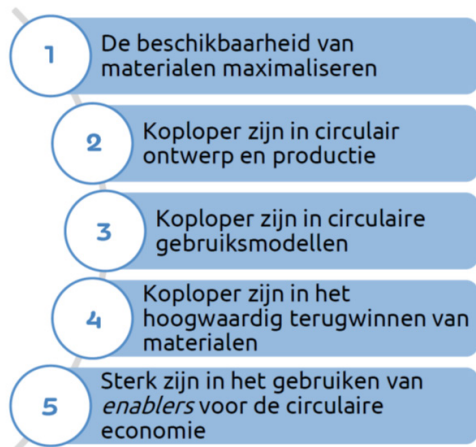 1
De beschikbaarheid van
materialen maximaliseren
2
Koploper zijn in circulair
ontwerp en productie
3
Koploper zijn in circulaire
gebruiksmodellen
4
Koploper zijn in het
hoogwaardig terugwinnen van
materialen
5
Sterk zijn in het gebruiken van
enablers voor de circulaire
economie